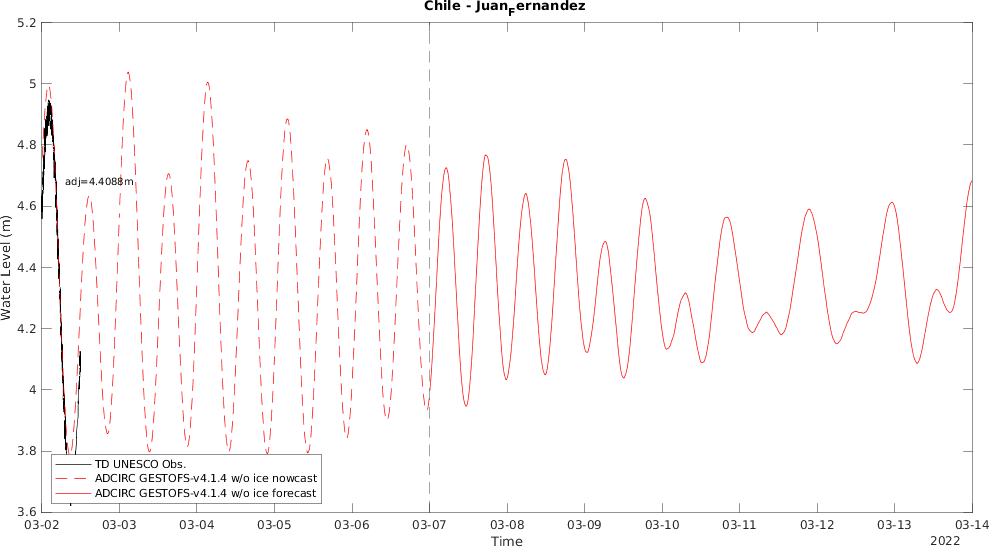 Chile - JuanFernandez
5.2
5
4.8
4.6
4.4
4.2
4
3.8
3.6
Water Level (m)
adj=4.4088m
TD UNESCO Obs.
ADCIRC GESTOFS-v4.1.4 w/o ice nowcast
ADCIRC GESTOFS-v4.1.4 w/o ice forecast
03-02 03-03 03-04 03-05 03-06 03-07 03-08 03-09 03-10 03-11 03-12 03-13 03-14
Time
2022